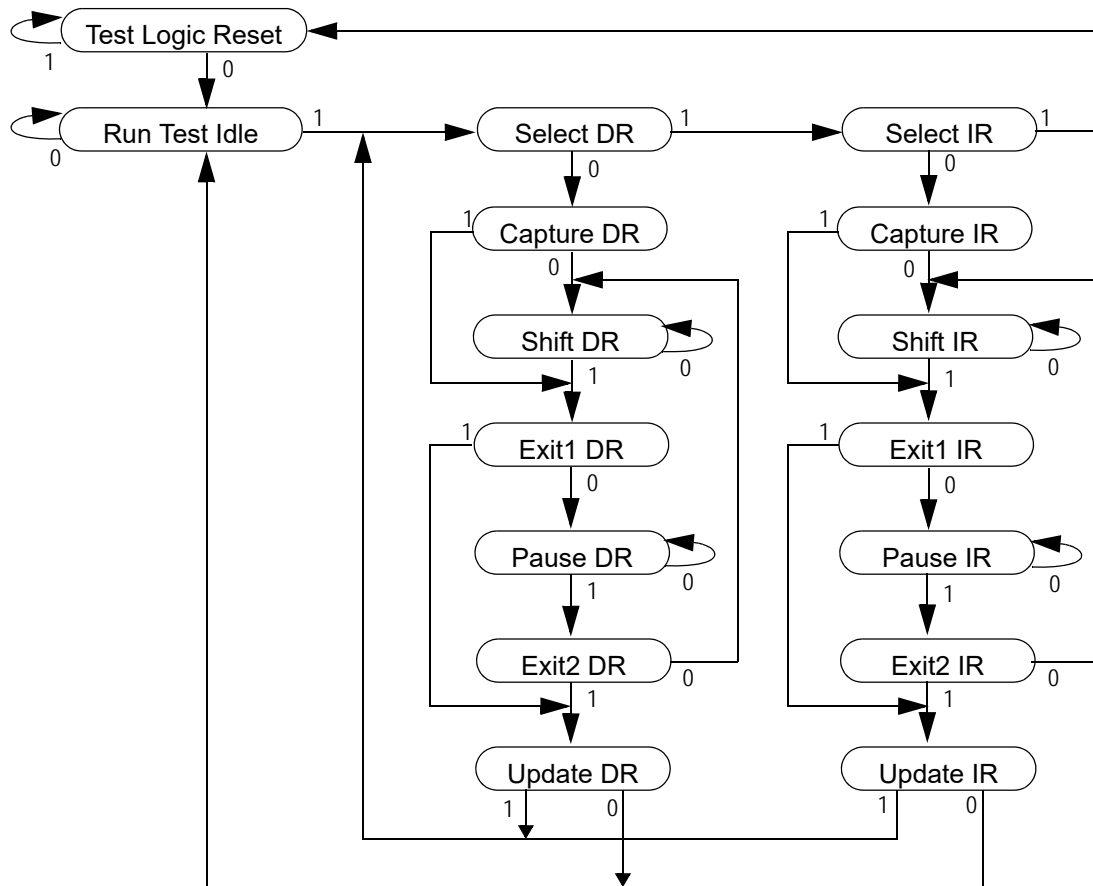 Test Logic Reset
1
0
Run Test Idle
1
0
Select DR
1
0
Select IR
1
0
1
Capture DR
0
1
Capture IR
0
Shift DR
0
1
Shift IR
0
1
1
Exit1 DR
0
1
Exit1 IR
0
Pause DR
0
1
Pause IR
0
1
Exit2 DR
0
1
Exit2 IR
0
1
Update DR
1
0
Update IR
1
0